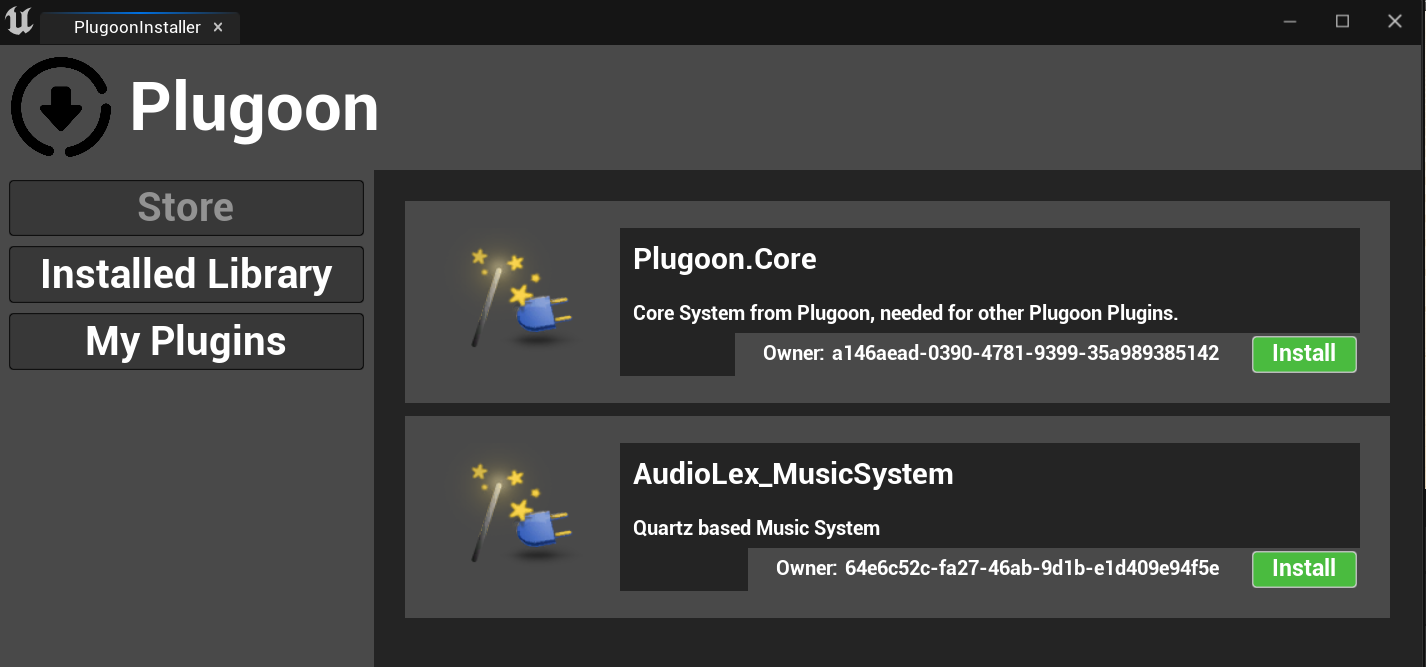 PlugoonInstaller
Plugoon
Store
Installed Library
My Plugins
Plugoon.Core
Core System from Plugoon, needed for other Plugoon Plugins.
Owner: a146aead-0390-4781-9399-35a989385142
Install
AudioLex_MusicSystem
Quartz based Music System
Owner: 64e6c52c-fa27-46ab-9d1b-e1d409e94f5e
Install